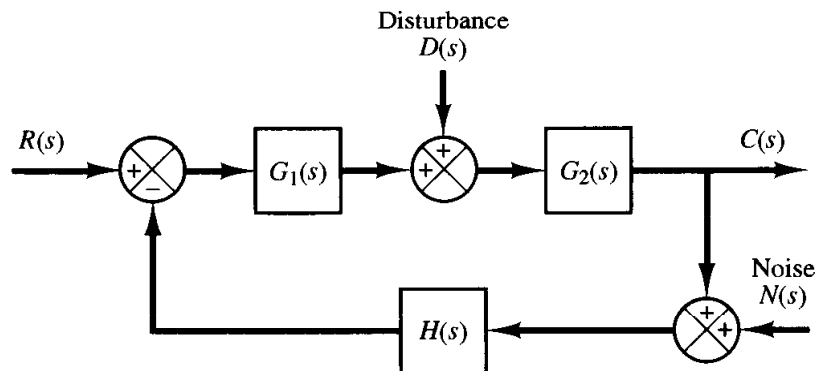 Disturbance
D(s)
R(s)
C(s)
+
−
G₁(s)
+
+
G₂(s)
Noise
N(s)
+
+
H(s)